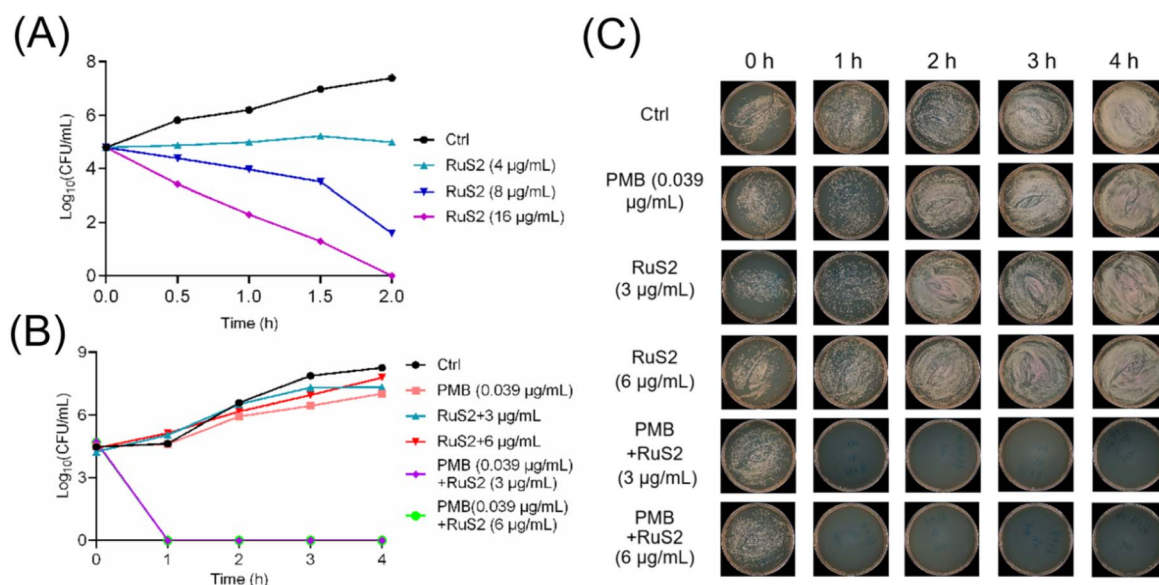 (A)
8
6
4
2
0
Log10(CFU/mL)
0.0 0.5 1.0 1.5 2.0
Time (h)
Ctrl
RuS2 (4 μg/mL)
RuS2 (8 μg/mL)
RuS2 (16 μg/mL)
(B)
9
6
3
0
Log10(CFU/mL)
0 1 2 3 4
Time (h)
Ctrl
PMB (0.039 μg/mL)
RuS2+3 μg/mL
RuS2+6 μg/mL
PMB (0.039 μg/mL)
+RuS2 (3 μg/mL)
PMB(0.039 μg/mL)
+RuS2 (6 μg/mL)
(C)
0 h 1 h 2 h 3 h 4 h
Ctrl
PMB (0.039
μg/mL)
RuS2
(3 μg/mL)
RuS2
(6 μg/mL)
PMB
+RuS2
(3 μg/mL)
PMB
+RuS2
(6 μg/mL)